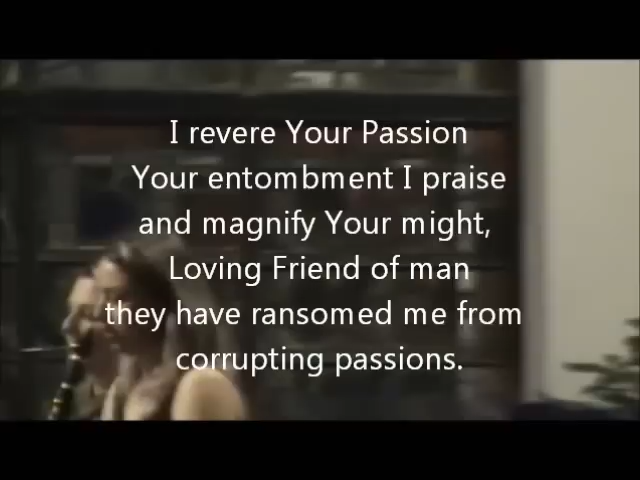 I revere Your Passion
Your entombment I praise
and magnify Your might,
Loving Friend of man
they have ransomed me from
corrupting passions.